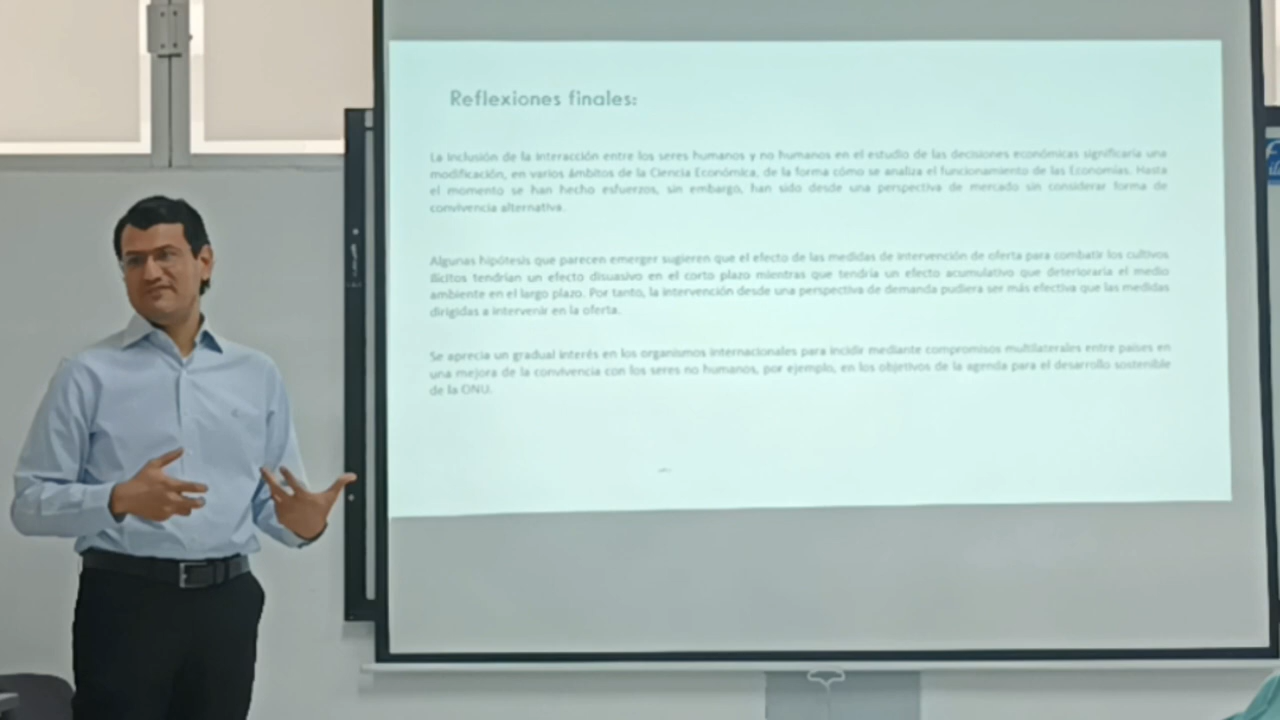 Reflexiones finales:
La inclusión de la interacción entre los seres humanos y no humanos en el estudio de las decisiones económicas significaría una
modificación, en varios ámbitos de la Ciencia Económica, de la forma cómo se analiza el funcionamiento de las Economías. Hasta
el momento se han hecho esfuerzos, sin embargo, han sido desde una perspectiva de mercado sin considerar forma de
convivencia alternativa.
Algunas hipótesis que parecen emerger sugieren que el efecto de las medidas de intervención de oferta para combatir los cultivos
ilícitos tendrían un efecto disuasivo en el corto plazo mientras que tendría un efecto acumulativo que deterioraría el medio
ambiente en el largo plazo. Por tanto, la intervención desde una perspectiva de demanda pudiera ser más efectiva que las medidas
dirigidas a intervenir en la oferta.
Se aprecia un gradual interés en los organismos internacionales para incidir mediante compromisos multilaterales entre países en
una mejora de la convivencia con los seres no humanos, por ejemplo, en los objetivos de la agenda para el desarrollo sostenible
de la ONU.